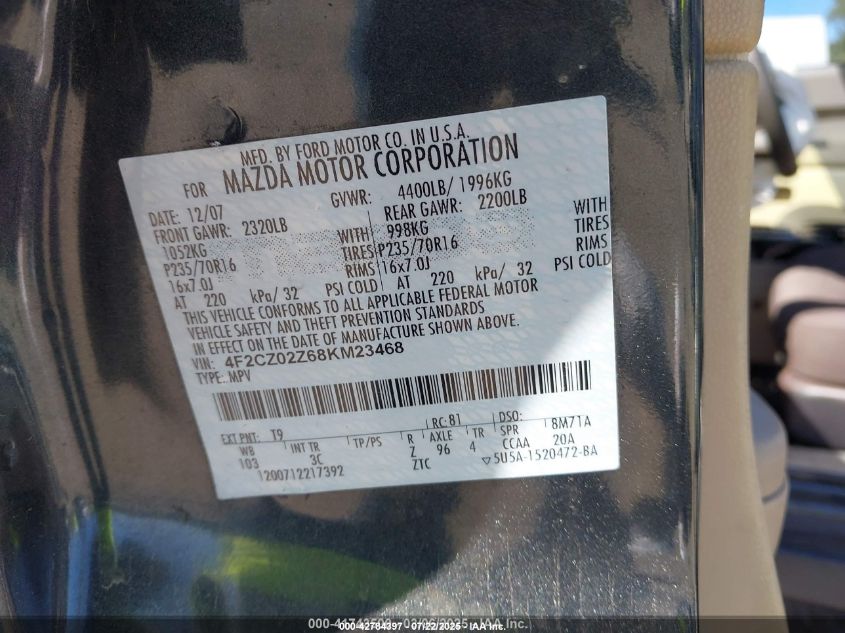 MFD. BY FORD MOTOR CO. IN U.S.A.
FOR MAZDA MOTOR CORPORATION
DATE: 12/07 GVWR: 4400LB/ 1996KG
FRONT GAWR: 2320LB REAR GAWR: 2200LB
1052KG WITH 998KG WITH
P235/70R16 TIRES P235/70R16 TIRES
16x7.0J RIMS 16x7.0J RIMS
AT 220 kPa/ 32 PSI COLD AT 220 kPa/ 32 PSI COLD
THIS VEHICLE CONFORMS TO ALL APPLICABLE FEDERAL MOTOR
VEHICLE SAFETY AND THEFT PREVENTION STANDARDS
IN EFFECT ON THE DATE OF MANUFACTURE SHOWN ABOVE.
VIN: 4F2CZ02Z68KM23468
TYPE: MPV
EXT PNT: T9 RC: 81 DSO:
WB INT TR TP/PS R AXLE TR SPR 8M71A
103 3C Z 96 4 CCAA 20A
1200712217392 ZTC ▽5U5A-1520472-BA
000-42784397 07/22/2025 IAA Inc.